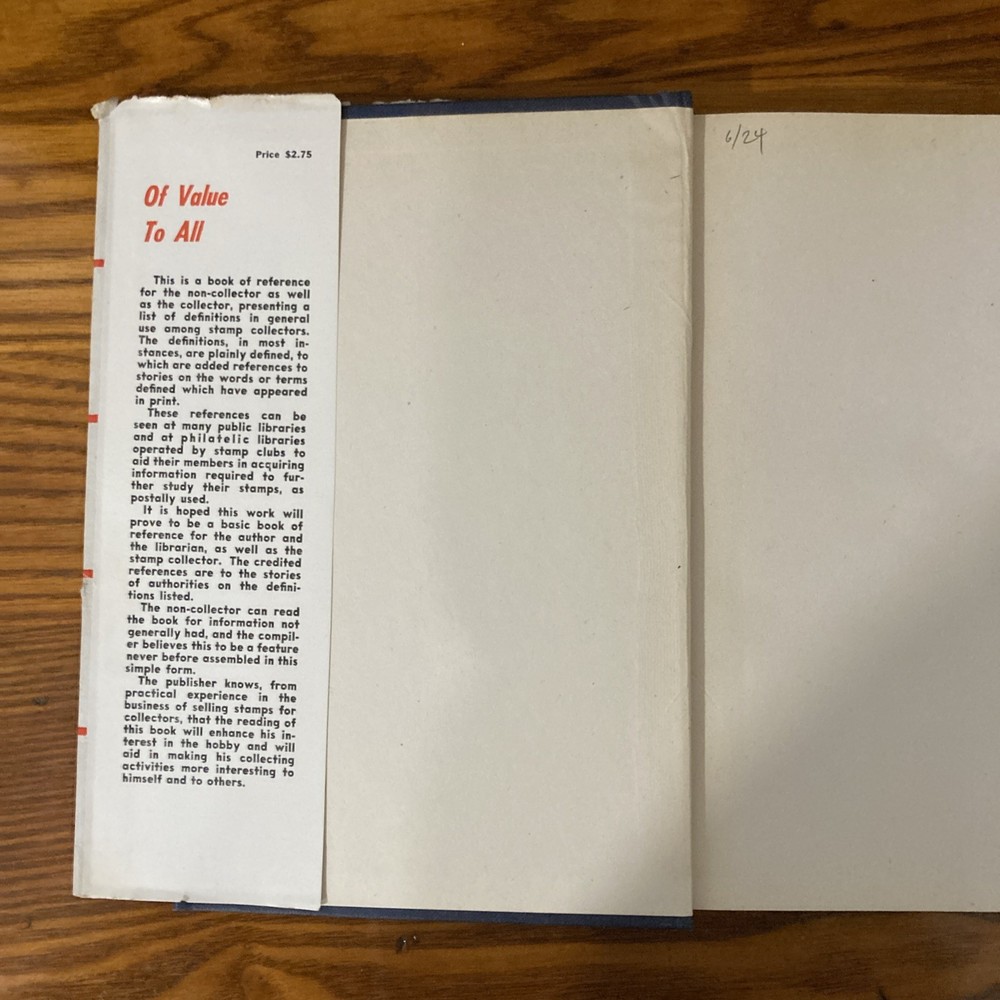 Price $2.75
Of Value
To All
This is a book of reference
for the non-collector as well
as the collector, presenting a
list of definitions in general
use among stamp collectors.
The definitions, in most in-
stances, are plainly defined, to
which are added references to
stories on the words or terms
defined which have appeared
in print.
These references can be
seen at many public libraries
and at philatelic libraries
operated by stamp clubs to
aid their members in acquiring
information required to fur-
ther study their stamps, as
postally used.
It is hoped this work will
prove to be a basic book of
reference for the author and
the librarian, as well as the
stamp collector. The credited
references are to the stories
of authorities on the defini-
tions listed.
The non-collector can read
the book for information not
generally had, and the compil-
er believes this to be a feature
never before assembled in this
simple form.
The publisher knows, from
practical experience in the
business of selling stamps for
collectors, that the reading of
this book will enhance his in-
terest in the hobby and will
aid in making his collecting
activities more interesting to
himself and to others.
6/24